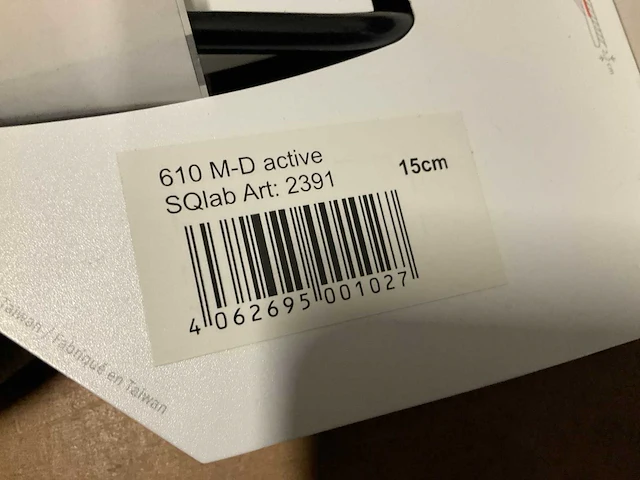 610 M-D active 15cm
SQlab Art: 2391
4 062695 001027
Taiwan / Fabriqué en Taiwan